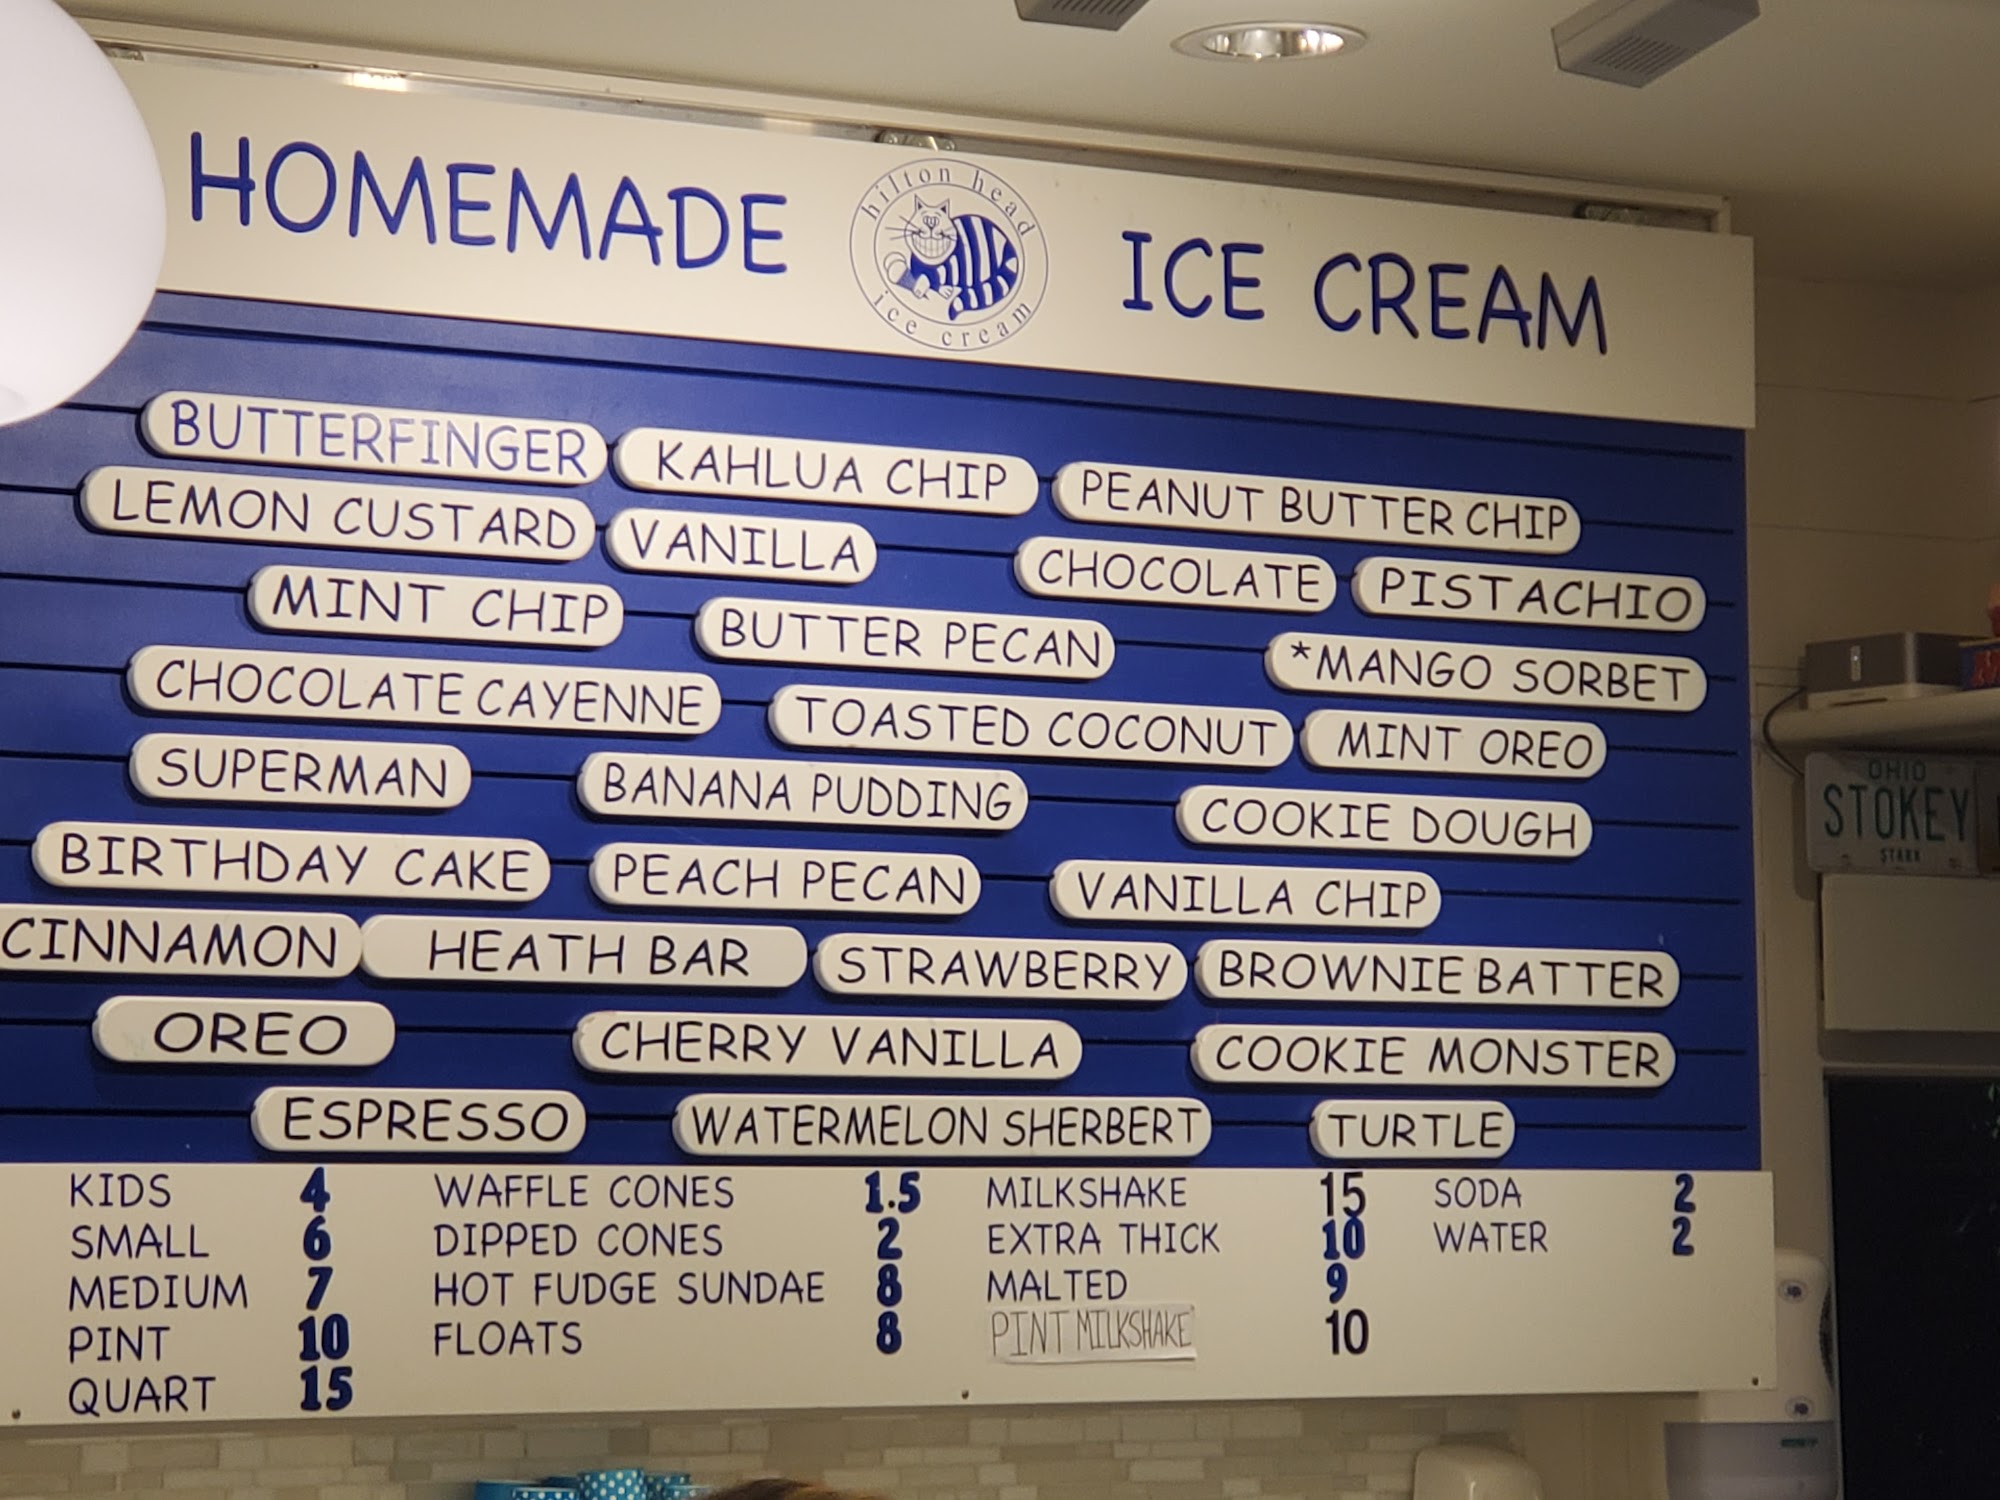 HOMEMADE ICE CREAM
hilton head
ice cream
BUTTERFINGER KAHLUA CHIP PEANUT BUTTER CHIP
LEMON CUSTARD VANILLA CHOCOLATE PISTACHIO
MINT CHIP BUTTER PECAN *MANGO SORBET
CHOCOLATE CAYENNE TOASTED COCONUT MINT OREO
SUPERMAN BANANA PUDDING COOKIE DOUGH
BIRTHDAY CAKE PEACH PECAN VANILLA CHIP
CINNAMON HEATH BAR STRAWBERRY BROWNIE BATTER
OREO CHERRY VANILLA COOKIE MONSTER
ESPRESSO WATERMELON SHERBERT TURTLE
KIDS 4 WAFFLE CONES 1.5 MILKSHAKE 15 SODA 2
SMALL 6 DIPPED CONES 2 EXTRA THICK 10 WATER 2
MEDIUM 7 HOT FUDGE SUNDAE 8 MALTED 9
PINT 10 FLOATS 8 PINT MILKSHAKE 10
QUART 15
OHIO
STOKEY
STARK